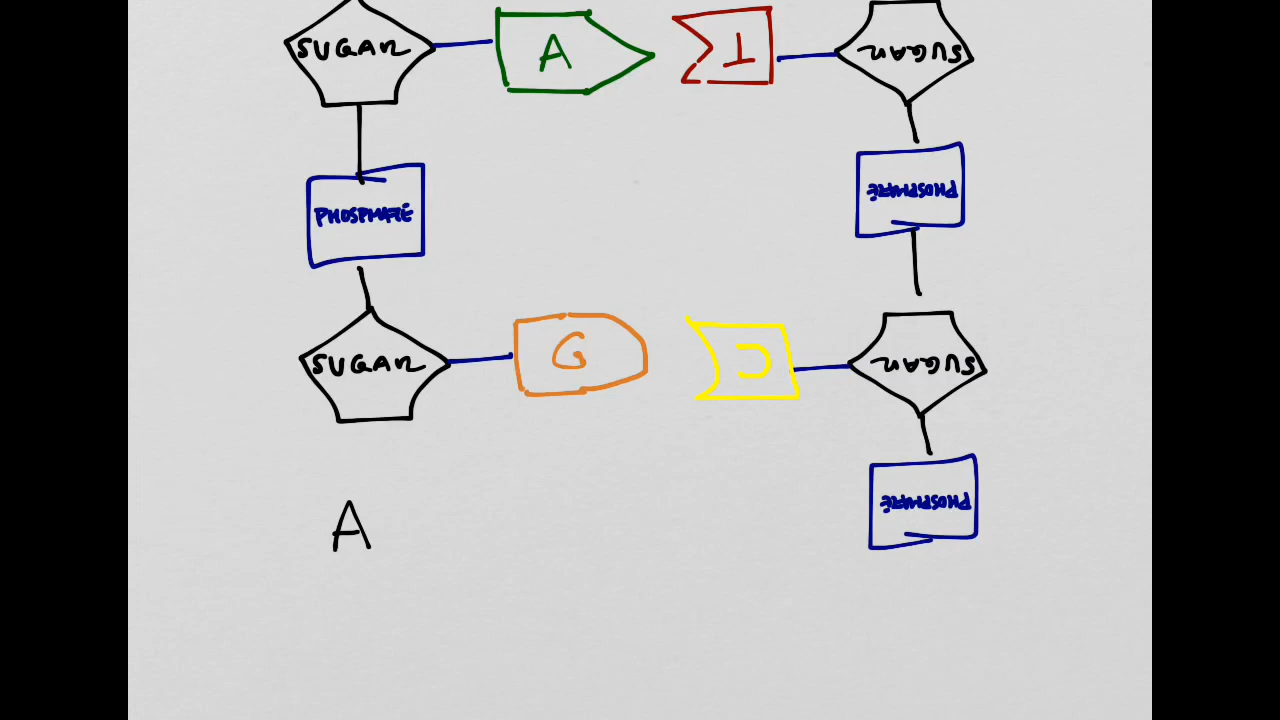 SUGAR A T SUGAR
PHOSPHATE PHOSPHATE
SUGAR G C SUGAR
PHOSPHATE
A